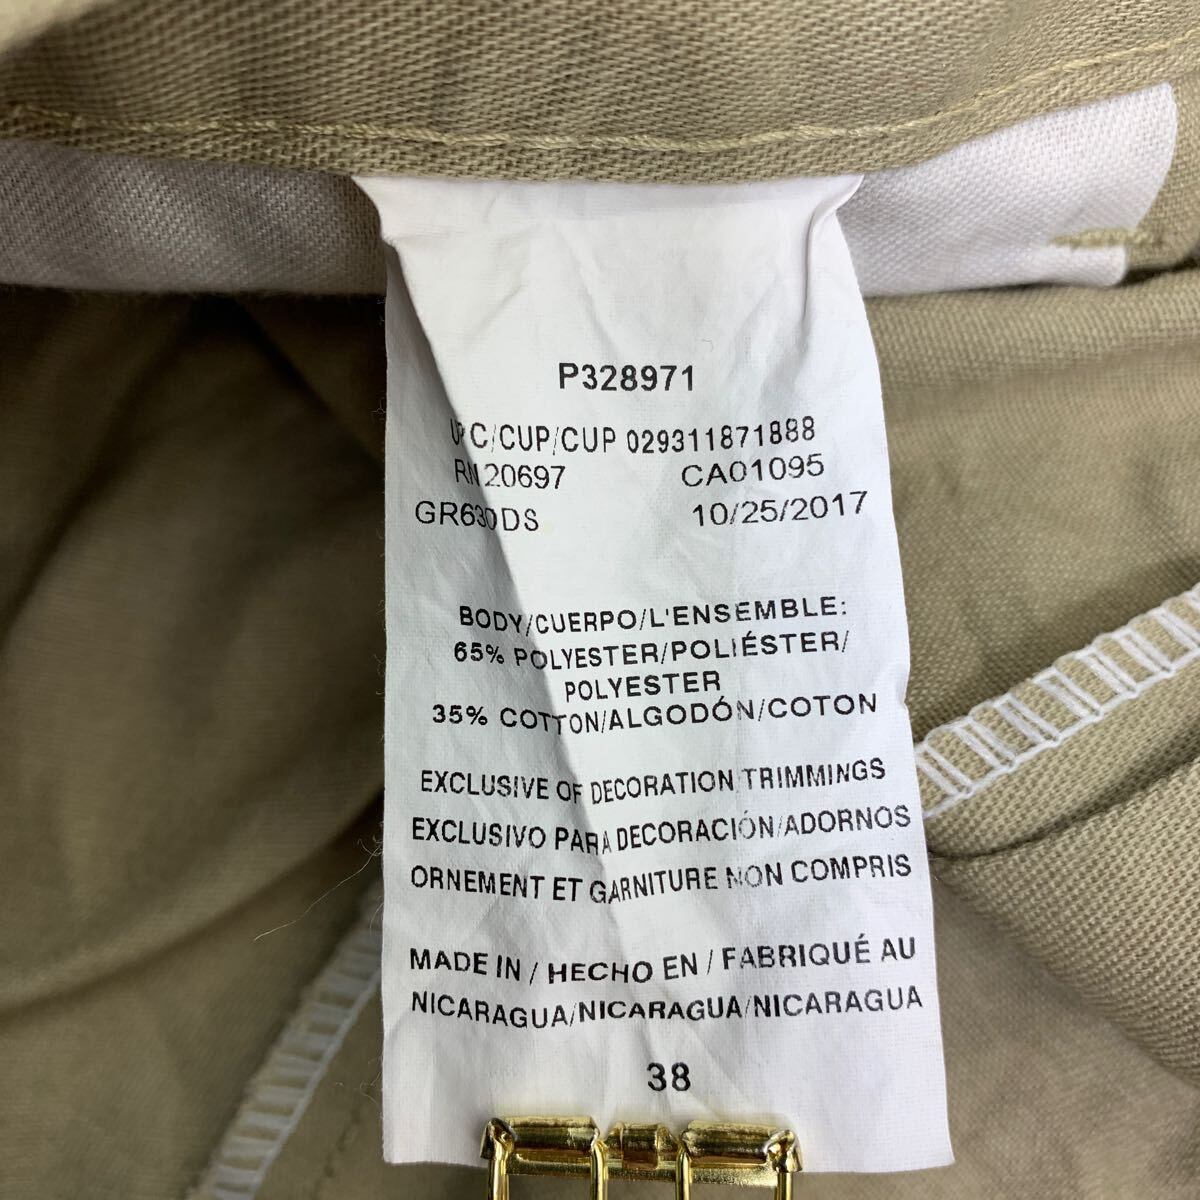 P328971
UPC/CUP/CUP 029311871888
RN20697 CA01095
GR630DS 10/25/2017
BODY/CUERPO/L'ENSEMBLE:
65% POLYESTER/POLIÉSTER/
POLYESTER
35% COTTON/ALGODÓN/COTON
EXCLUSIVE OF DECORATION/TRIMMINGS
EXCLUSIVO PARA DECORACIÓN/ADORNOS
ORNEMENT ET GARNITURE NON COMPRIS
MADE IN / HECHO EN / FABRIQUÉ AU
NICARAGUA/NICARAGUA/NICARAGUA
38